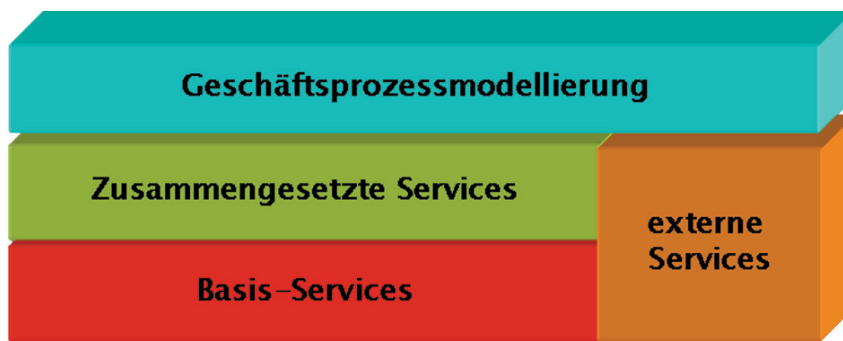 Geschäftsprozessmodellierung
Zusammengesetzte Services
externe
Services
Basis-Services